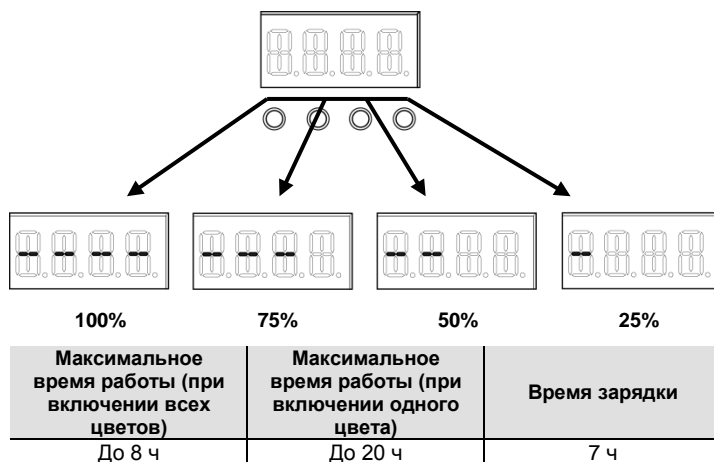 100% 75% 50% 25%
Максимальное Максимальное Время зарядки
время работы (при время работы (при
включении всех включении одного
цветов) цвета)
До 8 ч До 20 ч 7 ч